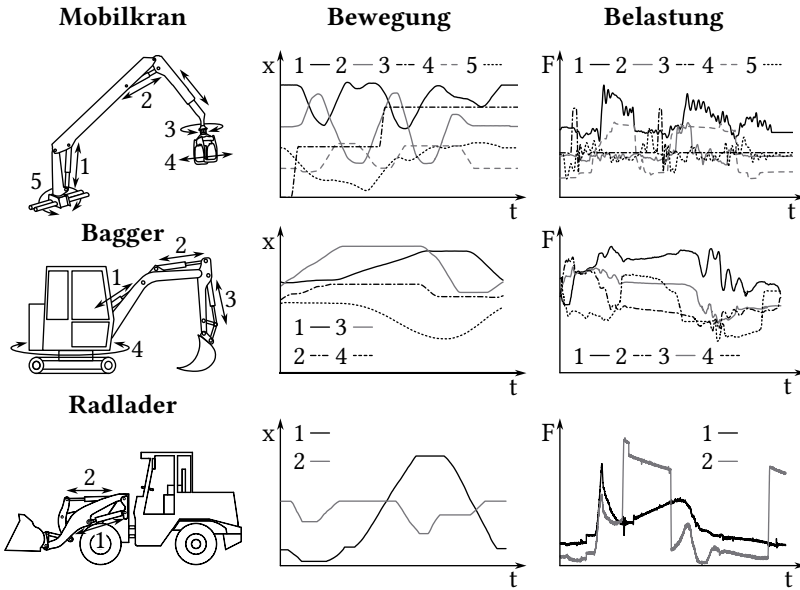 Mobilkran Bewegung Belastung
x 1 2 3 4 5
F 1 2 3 4 5
2
3
1
4
5
t t
Bagger
x F
2
1
3
4
1 3
2 4
1 2 3 4
t t
Radlader
x 1
2
F 1
2
2
1
t t